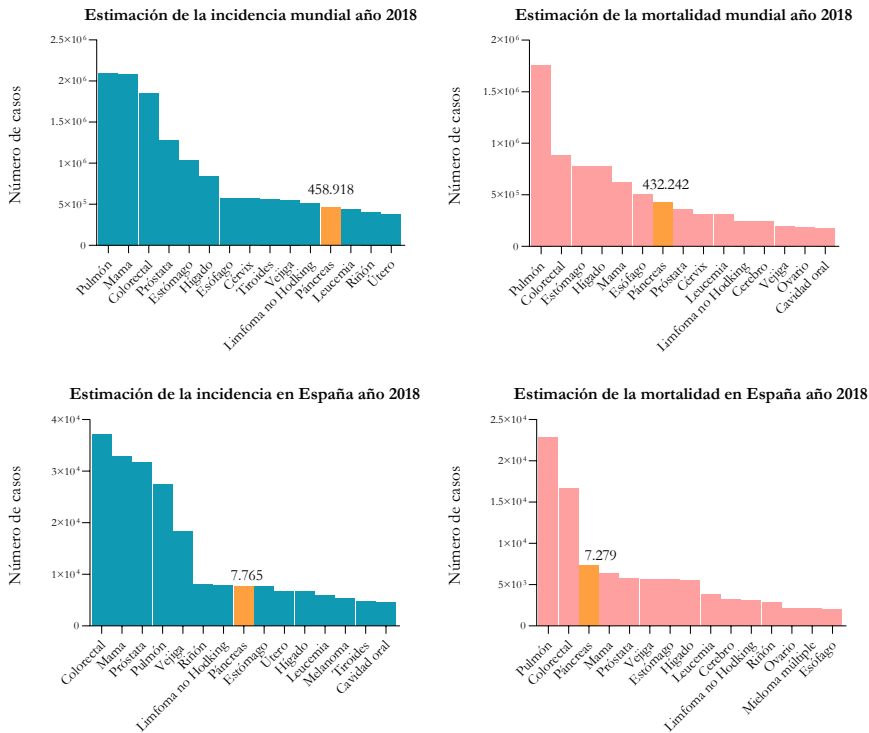 Estimación de la incidencia mundial año 2018
Número de casos
2.5×10⁶
2×10⁶
1.5×10⁶
1×10⁶
5×10⁵
0
458.918
Pulmón
Mama
Colorectal
Próstata
Estómago
Hígado
Esófago
Cérvix
Tiroides
Vejiga
Limfoma no Hodking
Páncreas
Leucemia
Riñón
Útero
Estimación de la mortalidad mundial año 2018
Número de casos
2×10⁶
1.5×10⁶
1×10⁶
5×10⁵
0
432.242
Pulmón
Colorectal
Estómago
Hígado
Mama
Esófago
Páncreas
Próstata
Cérvix
Leucemia
Limfoma no Hodking
Cerebro
Vejiga
Ovario
Cavidad oral
Estimación de la incidencia en España año 2018
Número de casos
4×10⁴
3×10⁴
2×10⁴
1×10⁴
0
7.765
Colorectal
Mama
Próstata
Pulmón
Vejiga
Riñón
Limfoma no Hodking
Páncreas
Estómago
Útero
Hígado
Leucemia
Melanoma
Tiroides
Cavidad oral
Estimación de la mortalidad en España año 2018
Número de casos
2.5×10⁴
2×10⁴
1.5×10⁴
1×10⁴
5×10³
0
7.279
Pulmón
Colorectal
Páncreas
Mama
Próstata
Vejiga
Estómago
Hígado
Leucemia
Cerebro
Limfoma no Hodking
Riñón
Ovario
Mieloma múltiple
Esófago